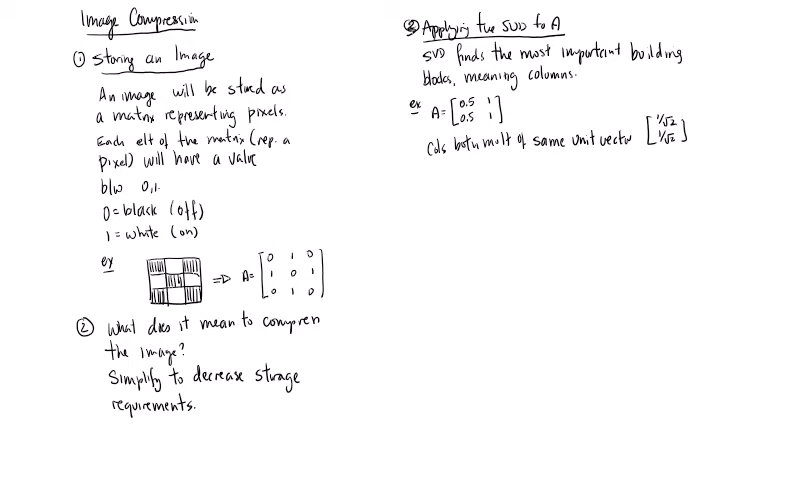 Image Compression
① Storing an Image
An image will be stored as
a matrix representing pixels.
Each elt of the matrix (rep. a
pixel) will have a value
b/w 0,1.
0 = black (off)
1 = white (on)
ex
⇒ A = [0 1 0
1 0 1
0 1 0]
② What does it mean to compress
the image?
Simplify to decrease storage
requirements.
③ Applying the SVD to A
SVD finds the most important building
blocks, meaning columns.
ex A = [0.5 1
0.5 1]
Cols both mult of same unit vector [1/√2
1/√2]